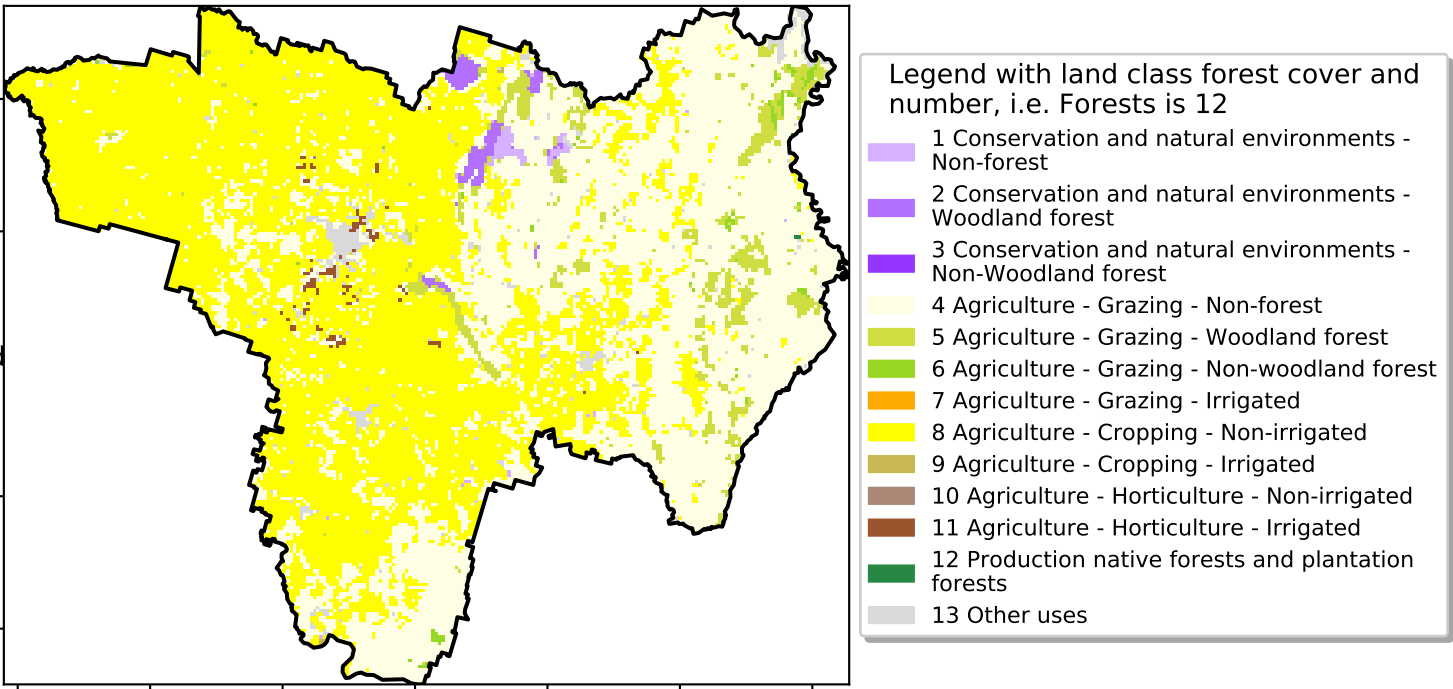 Legend with land class forest cover and
number, i.e. Forests is 12
1 Conservation and natural environments -
Non-forest
2 Conservation and natural environments -
Woodland forest
3 Conservation and natural environments -
Non-Woodland forest
4 Agriculture - Grazing - Non-forest
5 Agriculture - Grazing - Woodland forest
6 Agriculture - Grazing - Non-woodland forest
7 Agriculture - Grazing - Irrigated
8 Agriculture - Cropping - Non-irrigated
9 Agriculture - Cropping - Irrigated
10 Agriculture - Horticulture - Non-irrigated
11 Agriculture - Horticulture - Irrigated
12 Production native forests and plantation
forests
13 Other uses